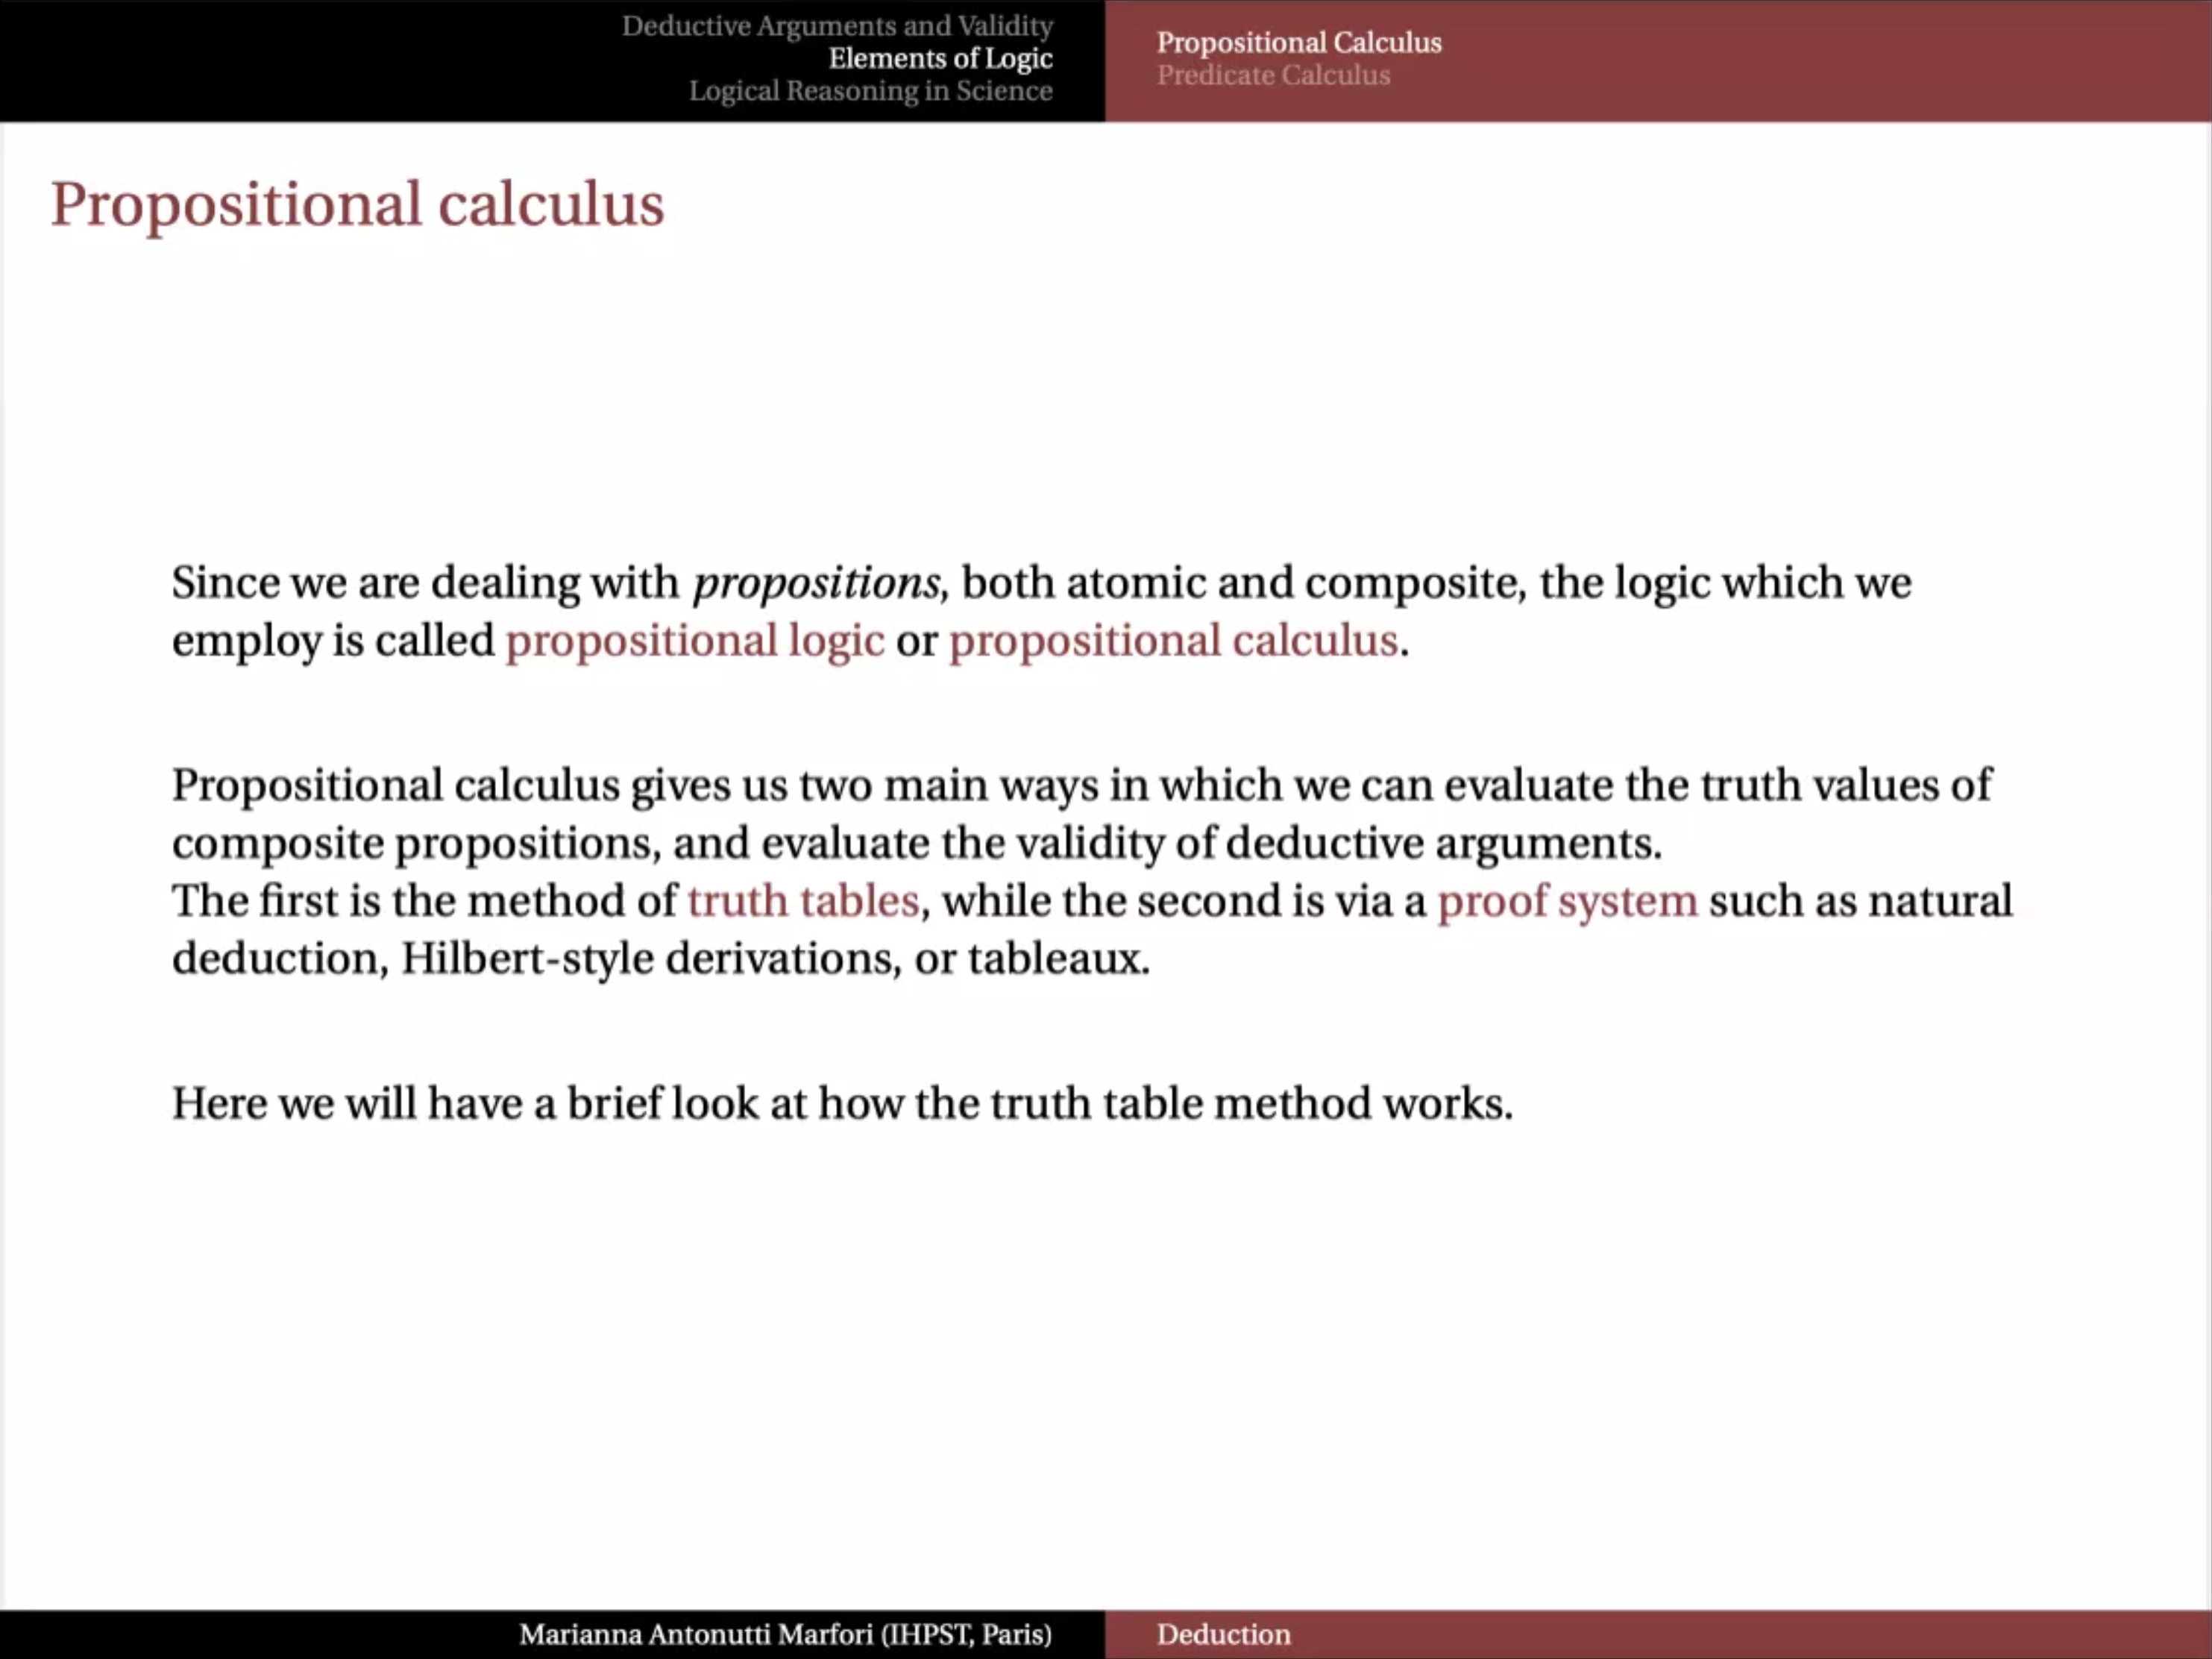 Deductive Arguments and Validity
Elements of Logic
Logical Reasoning in Science
Propositional Calculus
Predicate Calculus
Propositional calculus
Since we are dealing with propositions, both atomic and composite, the logic which we
employ is called propositional logic or propositional calculus.
Propositional calculus gives us two main ways in which we can evaluate the truth values of
composite propositions, and evaluate the validity of deductive arguments.
The first is the method of truth tables, while the second is via a proof system such as natural
deduction, Hilbert-style derivations, or tableaux.
Here we will have a brief look at how the truth table method works.
Marianna Antonutti Marfori (IHPST, Paris)
Deduction